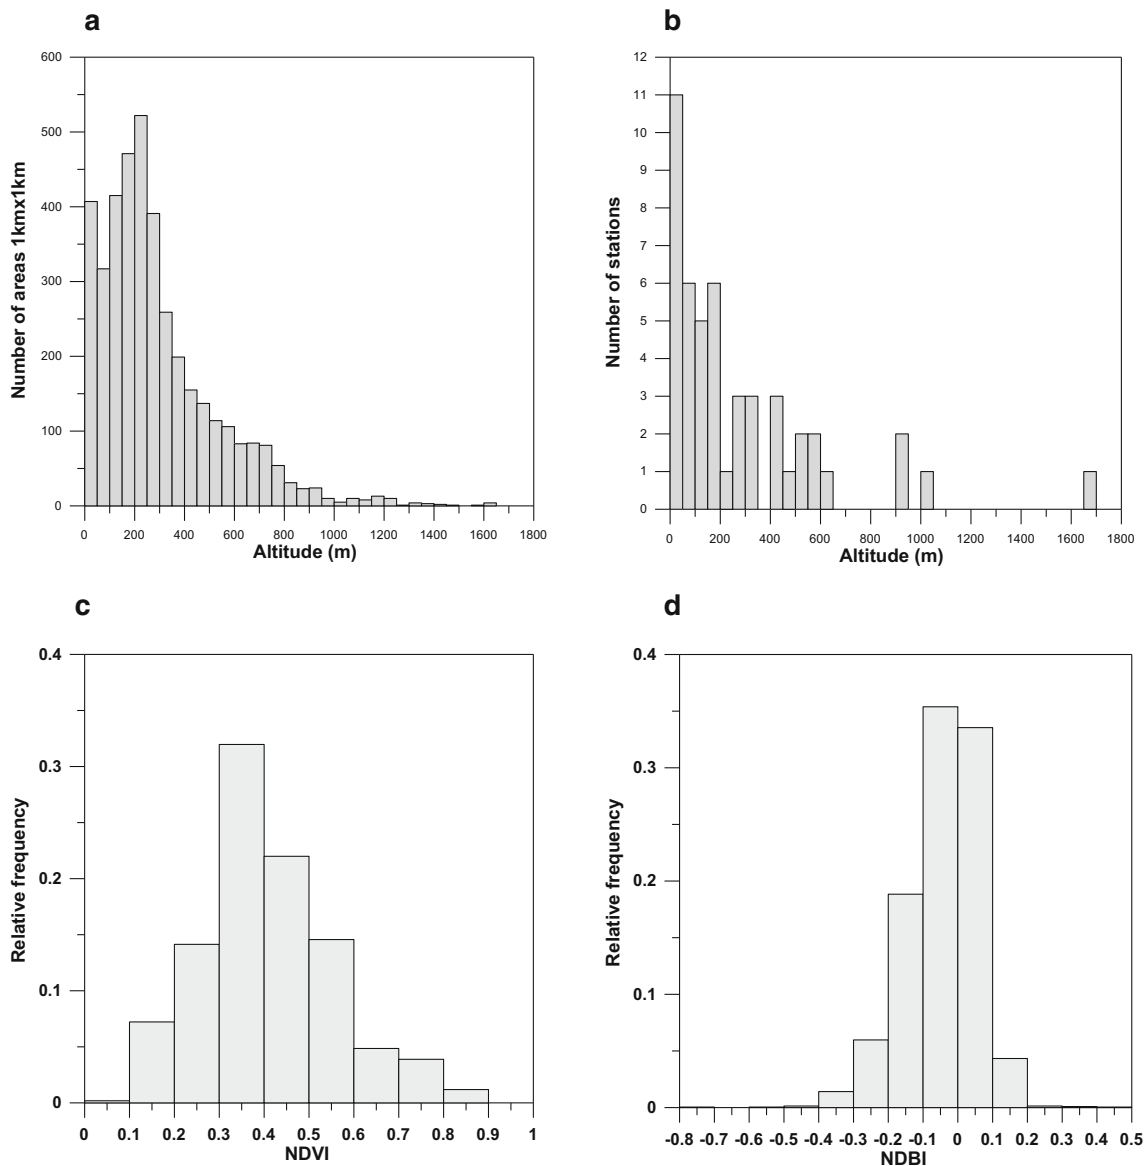 a
600
500
400
300
200
100
0
Number of areas 1kmx1km
0 200 400 600 800 1000 1200 1400 1600 1800
Altitude (m)
b
12
11
10
9
8
7
6
5
4
3
2
1
0
Number of stations
0 200 400 600 800 1000 1200 1400 1600 1800
Altitude (m)
c
0.4
0.3
0.2
0.1
0
Relative frequency
0 0.1 0.2 0.3 0.4 0.5 0.6 0.7 0.8 0.9 1
NDVI
d
0.4
0.3
0.2
0.1
0
Relative frequency
-0.8 -0.7 -0.6 -0.5 -0.4 -0.3 -0.2 -0.1 0 0.1 0.2 0.3 0.4 0.5
NDBI